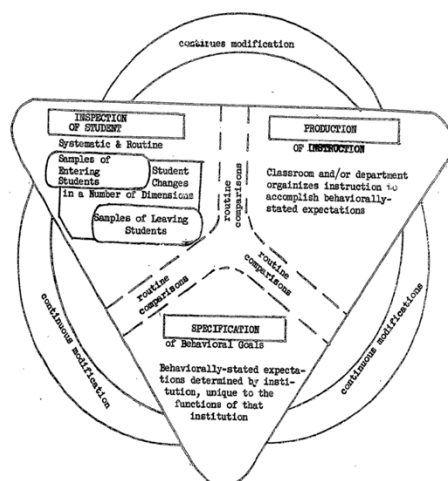 continues modification
INSPECTION
OF STUDENT
Systematic & Routine
Samples of
Entering
Students
Student
Changes
in a Number of Dimensions
Samples of Leaving
Students
routine
comparisons
PRODUCTION
OF INSTRUCTION
Classroom and/or department
orginizes instruction to
accomplish behaviorally-
stated expectations
routine
comparisons
routine
comparisons
SPECIFICATION
of Behavioral Goals
Behaviorally-stated expecta-
tions determined by insti-
tution, unique to the
functions of that
institution
continuous modification
continuous modifications